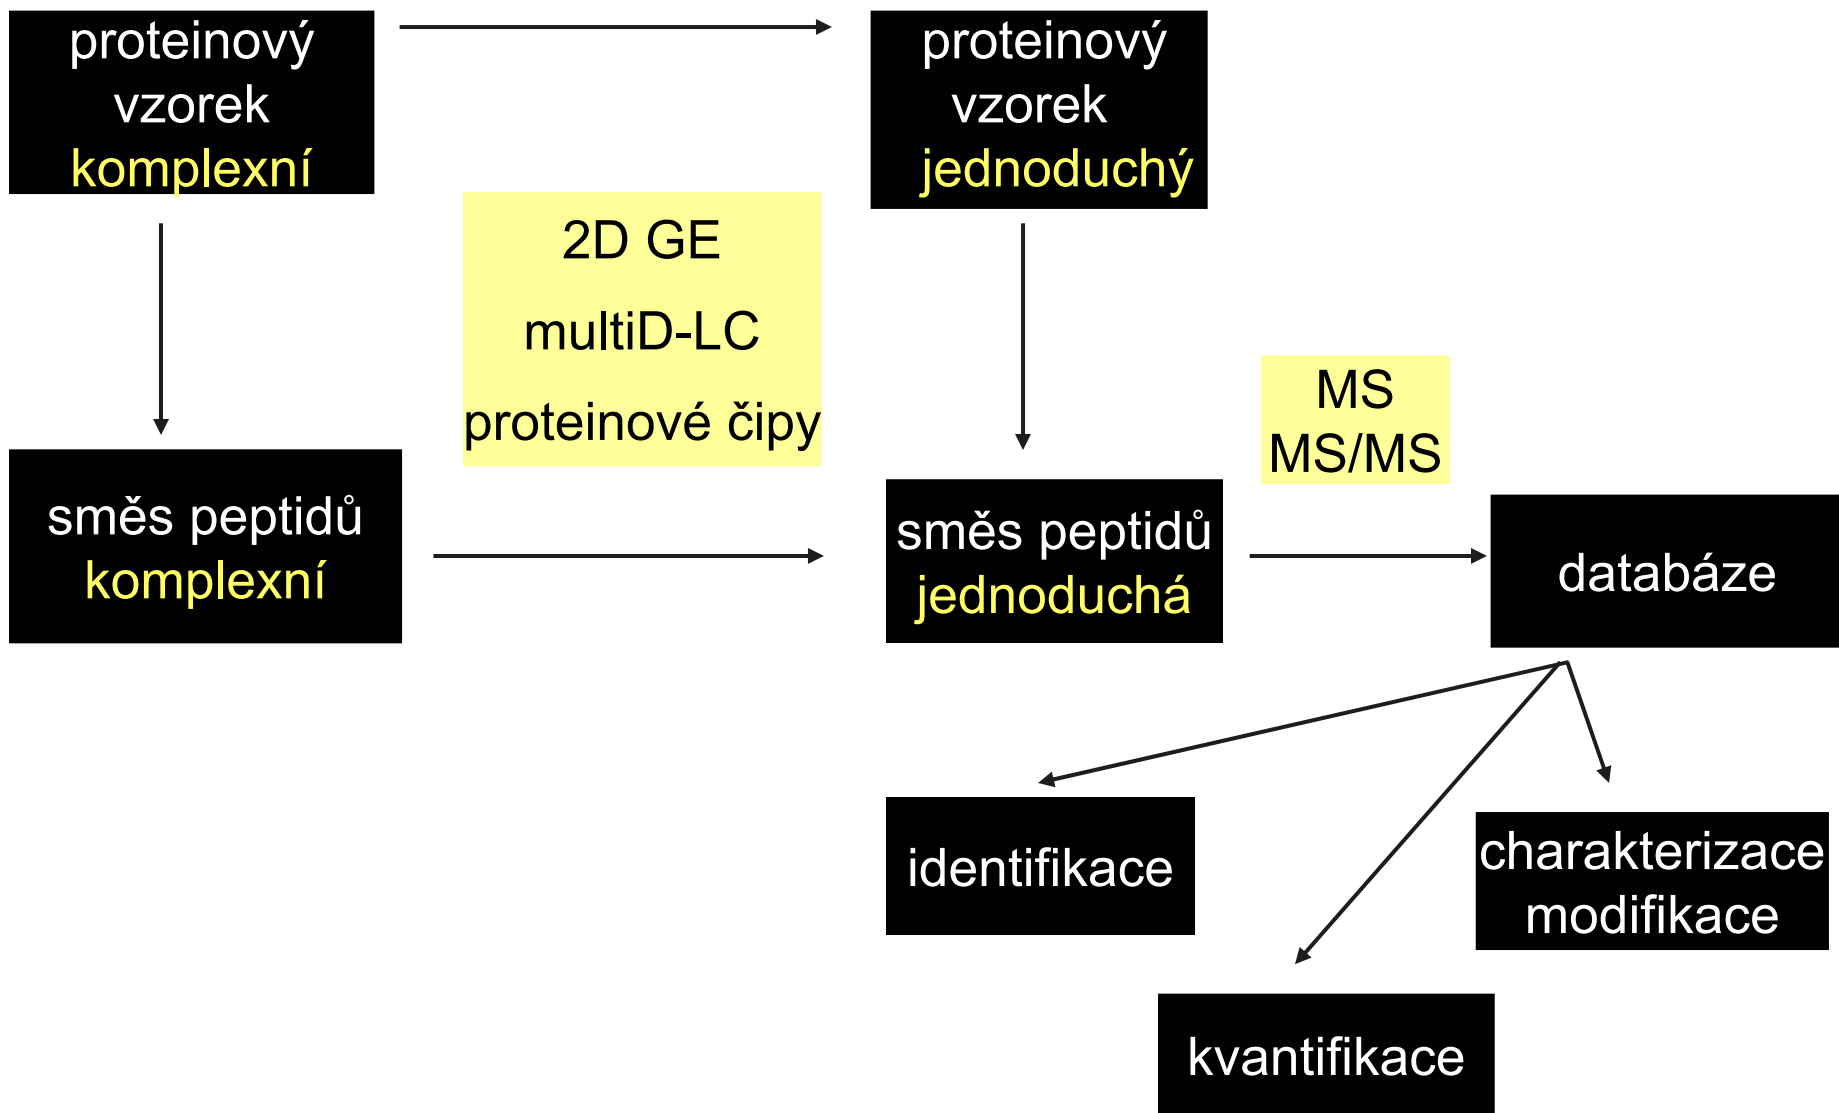 proteinový
vzorek
komplexní
proteinový
vzorek
jednoduchý
2D GE
multiD-LC
proteinové čipy
MS
MS/MS
směs peptidů
komplexní
směs peptidů
jednoduchá
databáze
identifikace
charakterizace
modifikace
kvantifikace